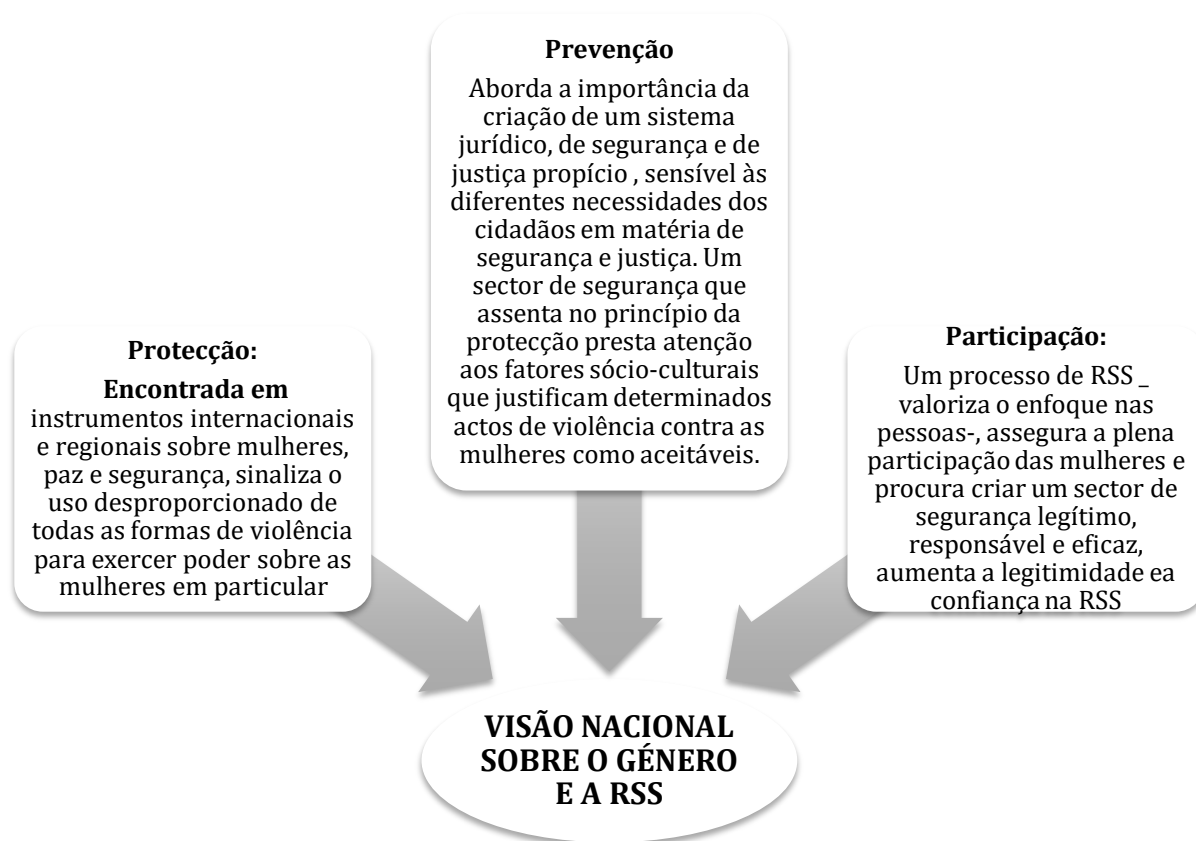 Prevenção
Aborda a importância da
criação de um sistema
jurídico, de segurança e de
justiça propício , sensível às
diferentes necessidades dos
cidadãos em matéria de
segurança e justiça. Um
sector de segurança que
assenta no princípio da
protecção presta atenção
aos fatores sócio-culturais
que justificam determinados
actos de violência contra as
mulheres como aceitáveis.
Protecção:
Encontrada em
instrumentos internacionais
e regionais sobre mulheres,
paz e segurança, sinaliza o
uso desproporcionado de
todas as formas de violência
para exercer poder sobre as
mulheres em particular
Participação:
Um processo de RSS _
valoriza o enfoque nas
pessoas-, assegura a plena
participação das mulheres e
procura criar um sector de
segurança legítimo,
responsável e eficaz,
aumenta a legitimidade ea
confiança na RSS
VISÃO NACIONAL
SOBRE O GÉNERO
E A RSS